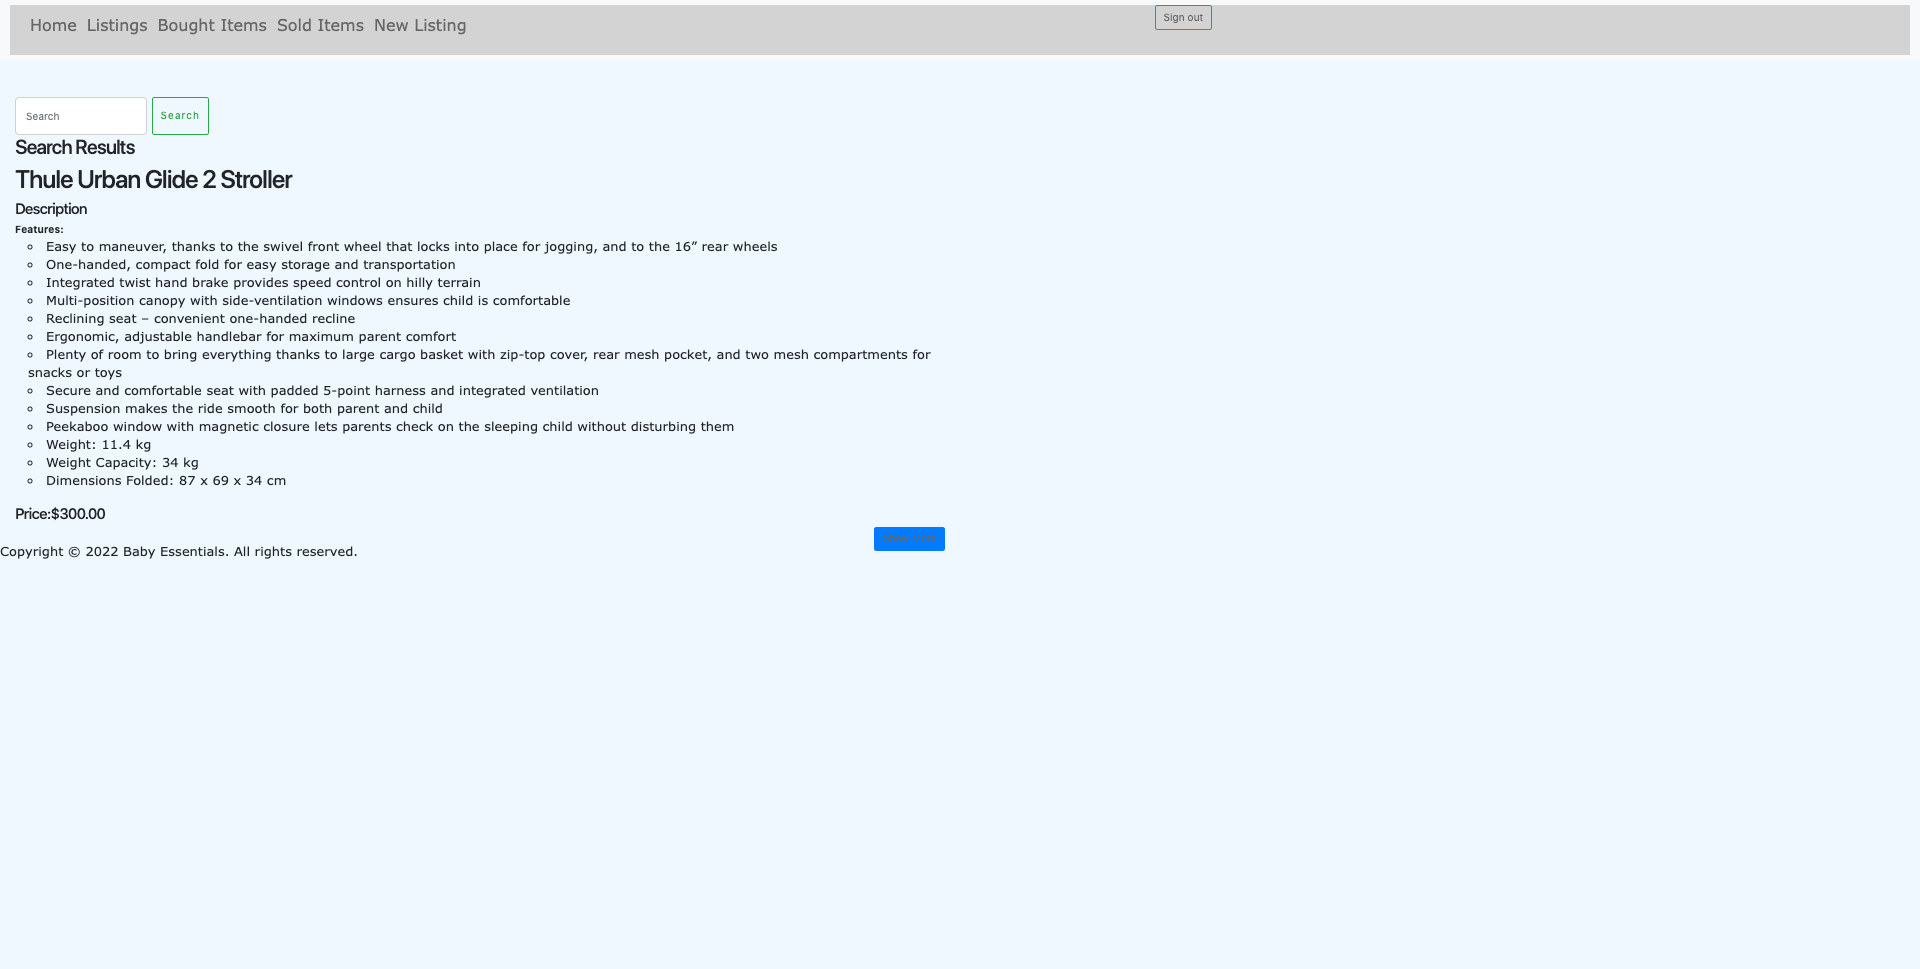 Home Listings Bought Items Sold Items New Listing Sign out
Search Search
Search Results
Thule Urban Glide 2 Stroller
Description
Features:
Easy to maneuver, thanks to the swivel front wheel that locks into place for jogging, and to the 16” rear wheels
One-handed, compact fold for easy storage and transportation
Integrated twist hand brake provides speed control on hilly terrain
Multi-position canopy with side-ventilation windows ensures child is comfortable
Reclining seat – convenient one-handed recline
Ergonomic, adjustable handlebar for maximum parent comfort
Plenty of room to bring everything thanks to large cargo basket with zip-top cover, rear mesh pocket, and two mesh compartments for
snacks or toys
Secure and comfortable seat with padded 5-point harness and integrated ventilation
Suspension makes the ride smooth for both parent and child
Peekaboo window with magnetic closure lets parents check on the sleeping child without disturbing them
Weight: 11.4 kg
Weight Capacity: 34 kg
Dimensions Folded: 87 x 69 x 34 cm
Price:$300.00
Show More
Copyright © 2022 Baby Essentials. All rights reserved.